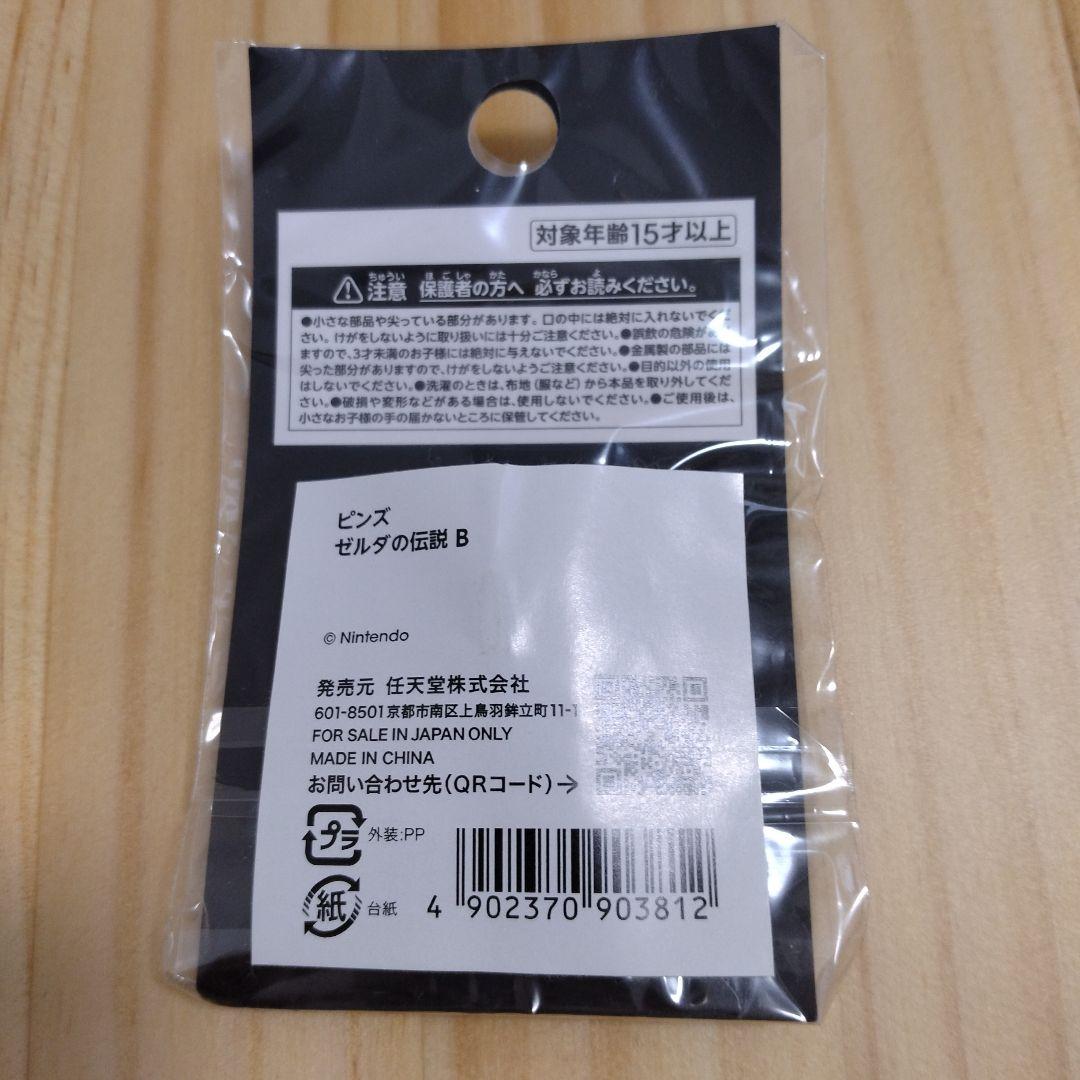 対象年齢15才以上
注意 保護者の方へ 必ずお読みください。
●小さな部品や尖っている部分があります。口の中には絶対に入れないでくだ
さい。けがをしないように取り扱いには十分ご注意ください。●誤飲の危険があり
ますので、3才未満のお子様には絶対に与えないでください。●金属製の部品には
尖った部分がありますので、けがをしないようご注意ください。●目的以外の使用
はしないでください。●洗濯のときは、布地(服など)から本品を取り外してくだ
さい。●破損や変形などがある場合は、使用しないでください。●ご使用後は、
小さなお子様の手の届かないところに保管してください。
ピンズ
ゼルダの伝説 B
© Nintendo
発売元 任天堂株式会社
601-8501 京都市南区上鳥羽鉾立町11-1
FOR SALE IN JAPAN ONLY
MADE IN CHINA
お問い合わせ先(QRコード)→
プラ 外装:PP
紙 台紙
4 902370 903812